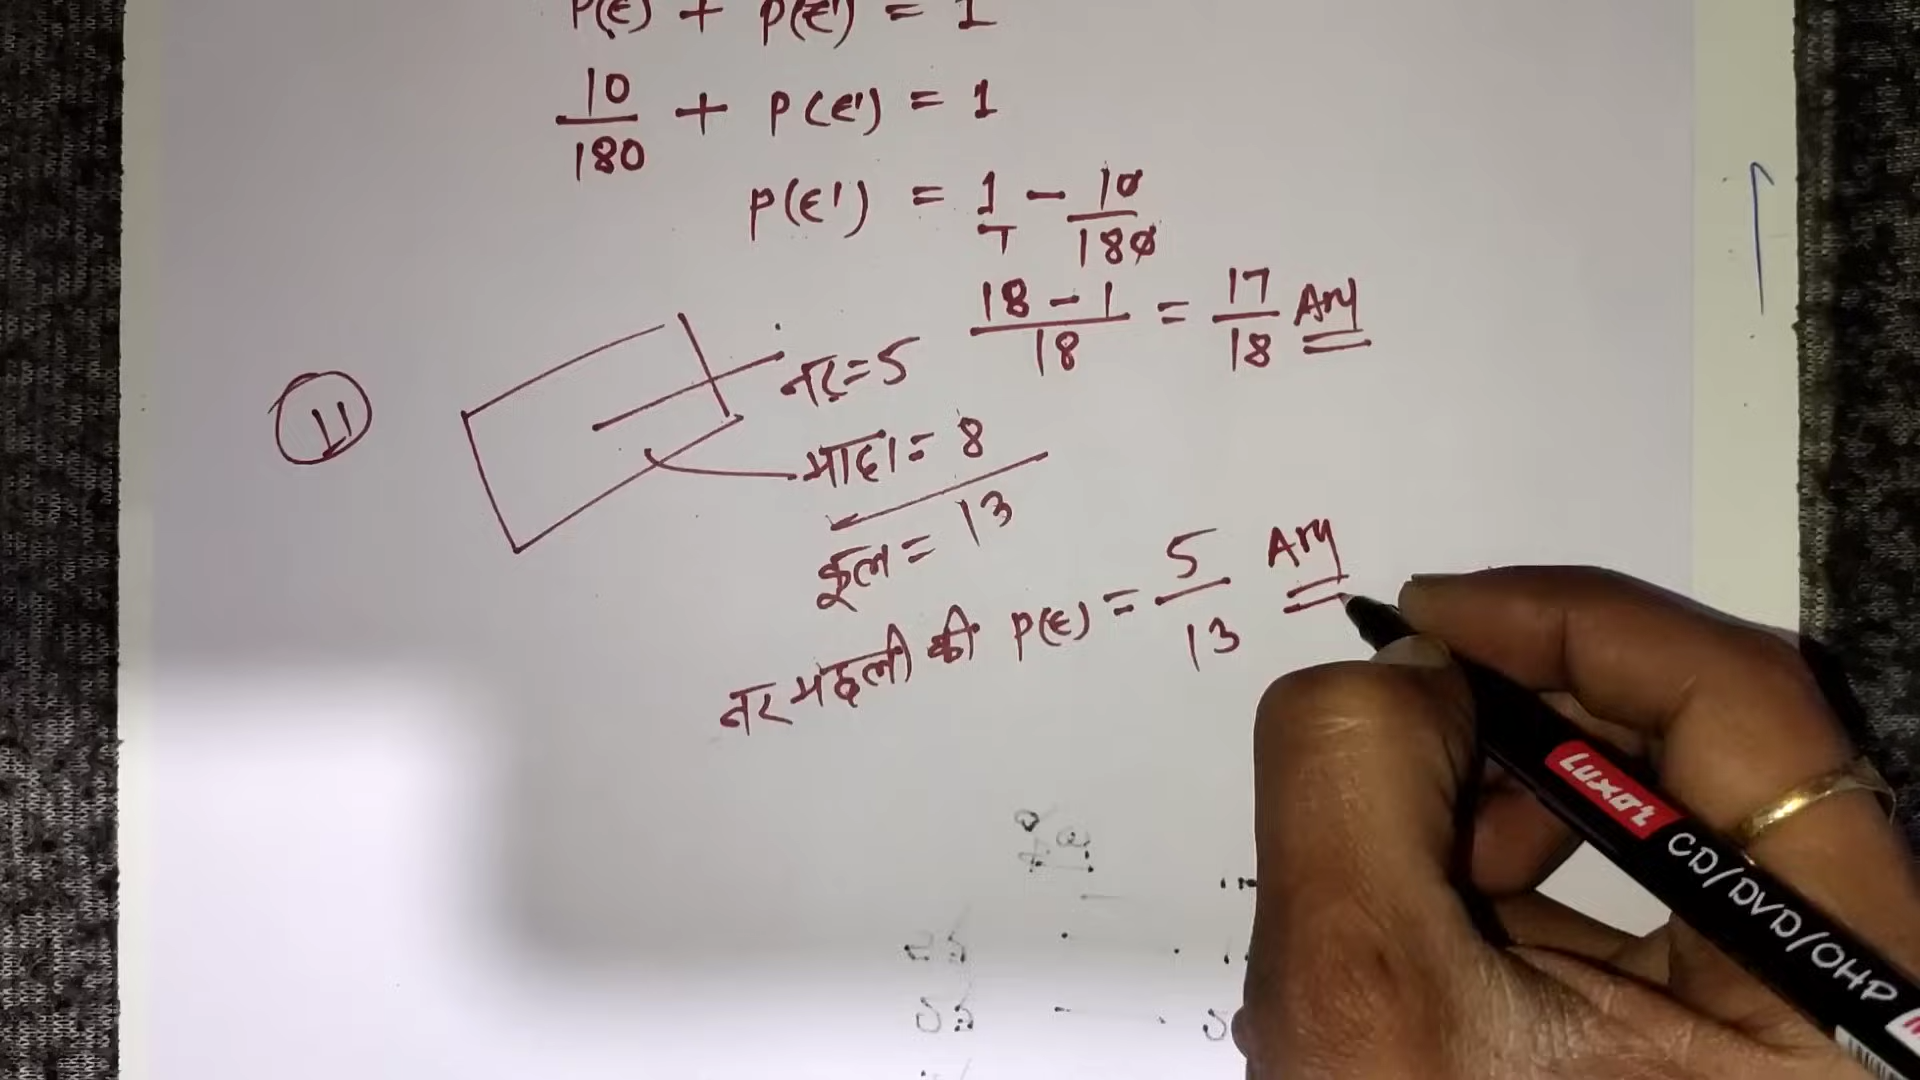 P(E) + P(E') = 1
10/180 + P(E') = 1
P(E') = 1/1 - 10/180
18 - 1/18 = 17/18 Ans
11
नर = 5
मादा = 8
कुल = 13
नर मछली की P(E) = 5/13 Ans
Luxor CD/DVD/OHP